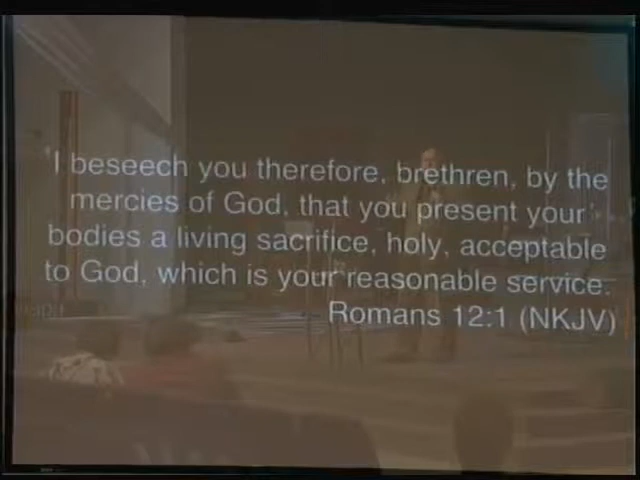 I beseech you therefore, brethren, by the
mercies of God, that you present your
bodies a living sacrifice, holy, acceptable
to God, which is your reasonable service.
Romans 12:1 (NKJV)